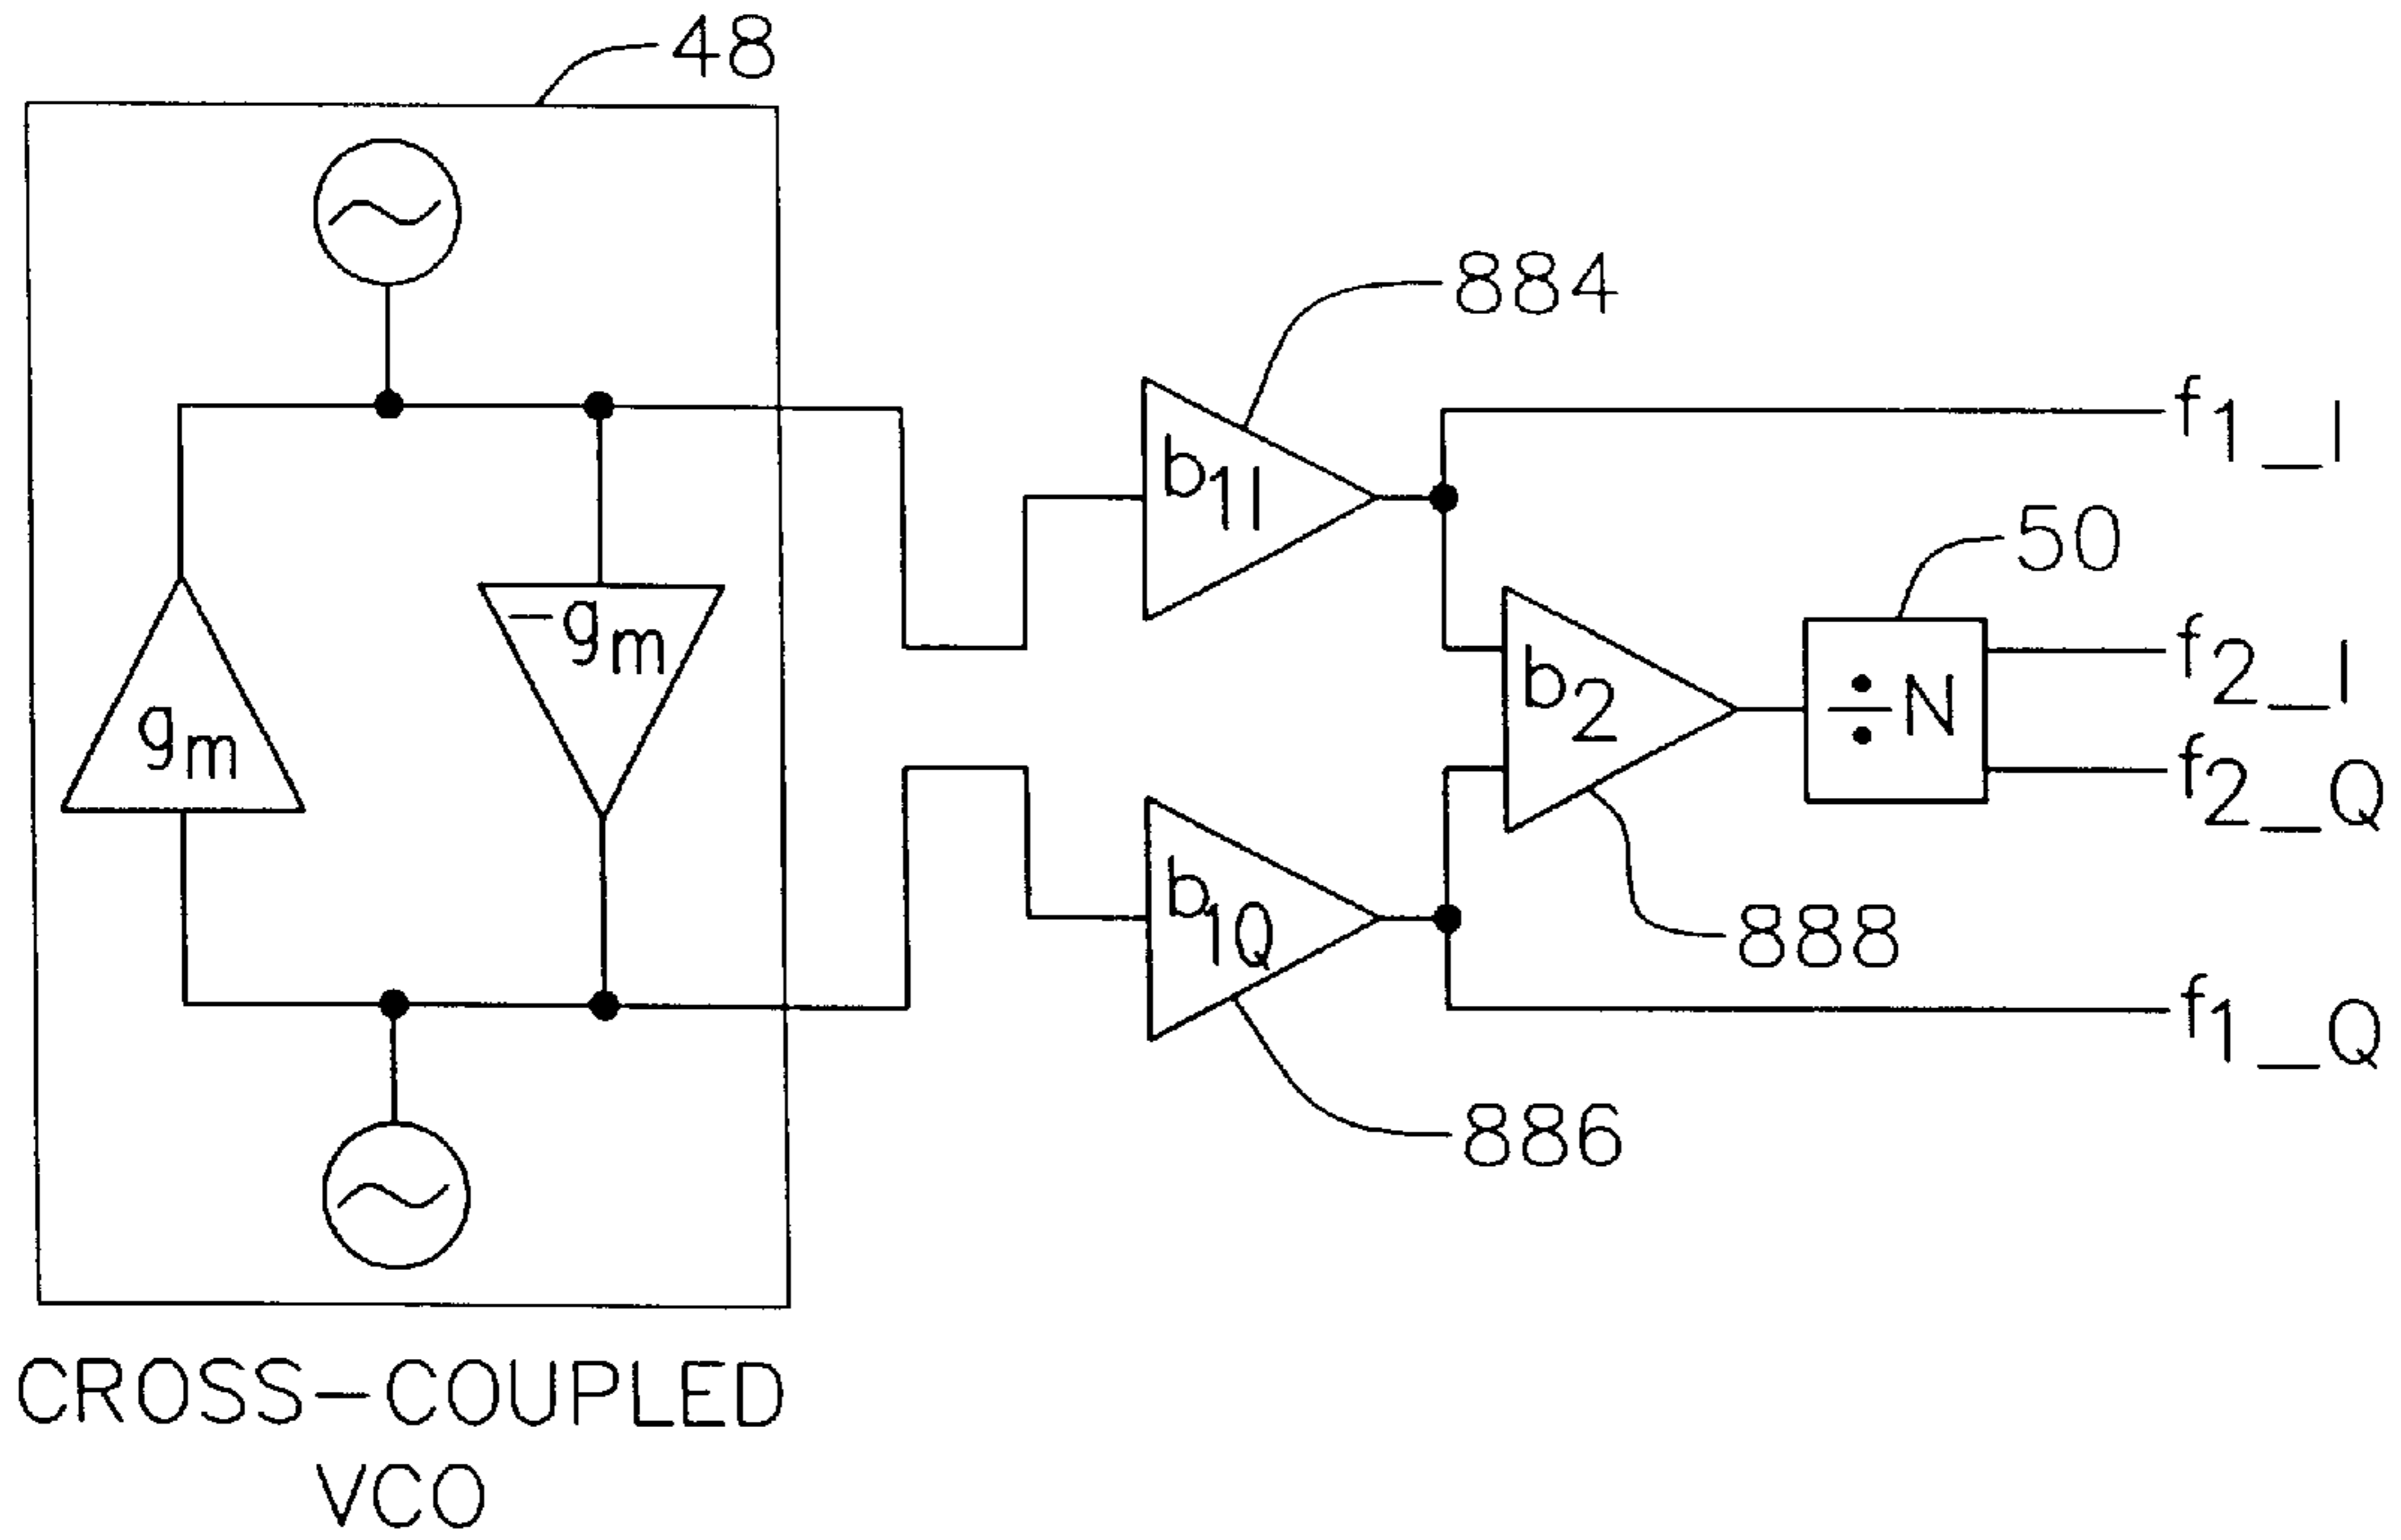 48
884
f1_I
b1I
50
-gm
f2_I
b2
÷N
gm
f2_Q
b1Q
888
f1_Q
886
CROSS-COUPLED
VCO